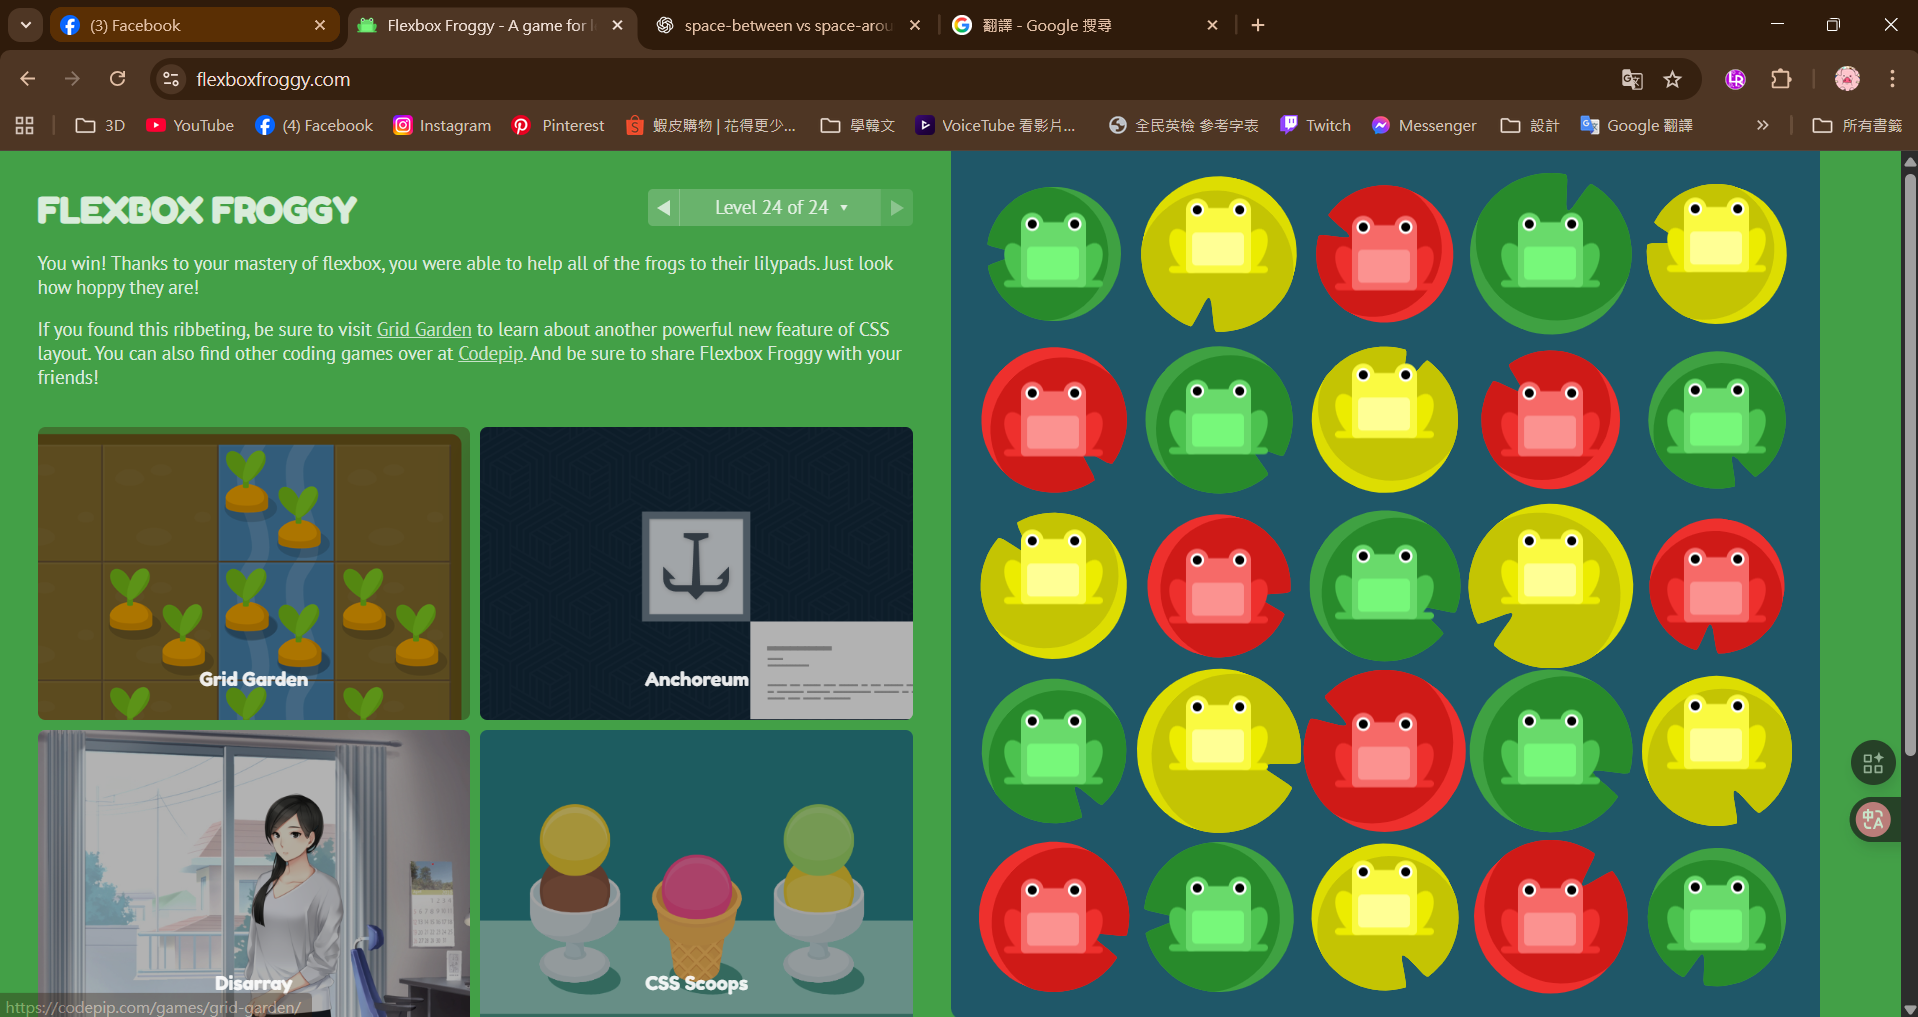 (3) Facebook
Flexbox Froggy - A game for l
space-between vs space-arou
翻譯 - Google 搜尋
flexboxfroggy.com
3D
YouTube
(4) Facebook
Instagram
Pinterest
蝦皮購物 | 花得更少...
學韓文
VoiceTube 看影片...
全民英檢 參考字表
Twitch
Messenger
設計
Google 翻譯
所有書籤
FLEXBOX FROGGY
Level 24 of 24
You win! Thanks to your mastery of flexbox, you were able to help all of the frogs to their lilypads. Just look
how hoppy they are!
If you found this ribbeting, be sure to visit Grid Garden to learn about another powerful new feature of CSS
layout. You can also find other coding games over at Codepip. And be sure to share Flexbox Froggy with your
friends!
Grid Garden
Anchoreum
Disarray
CSS Scoops
https://codepip.com/games/grid-garden/